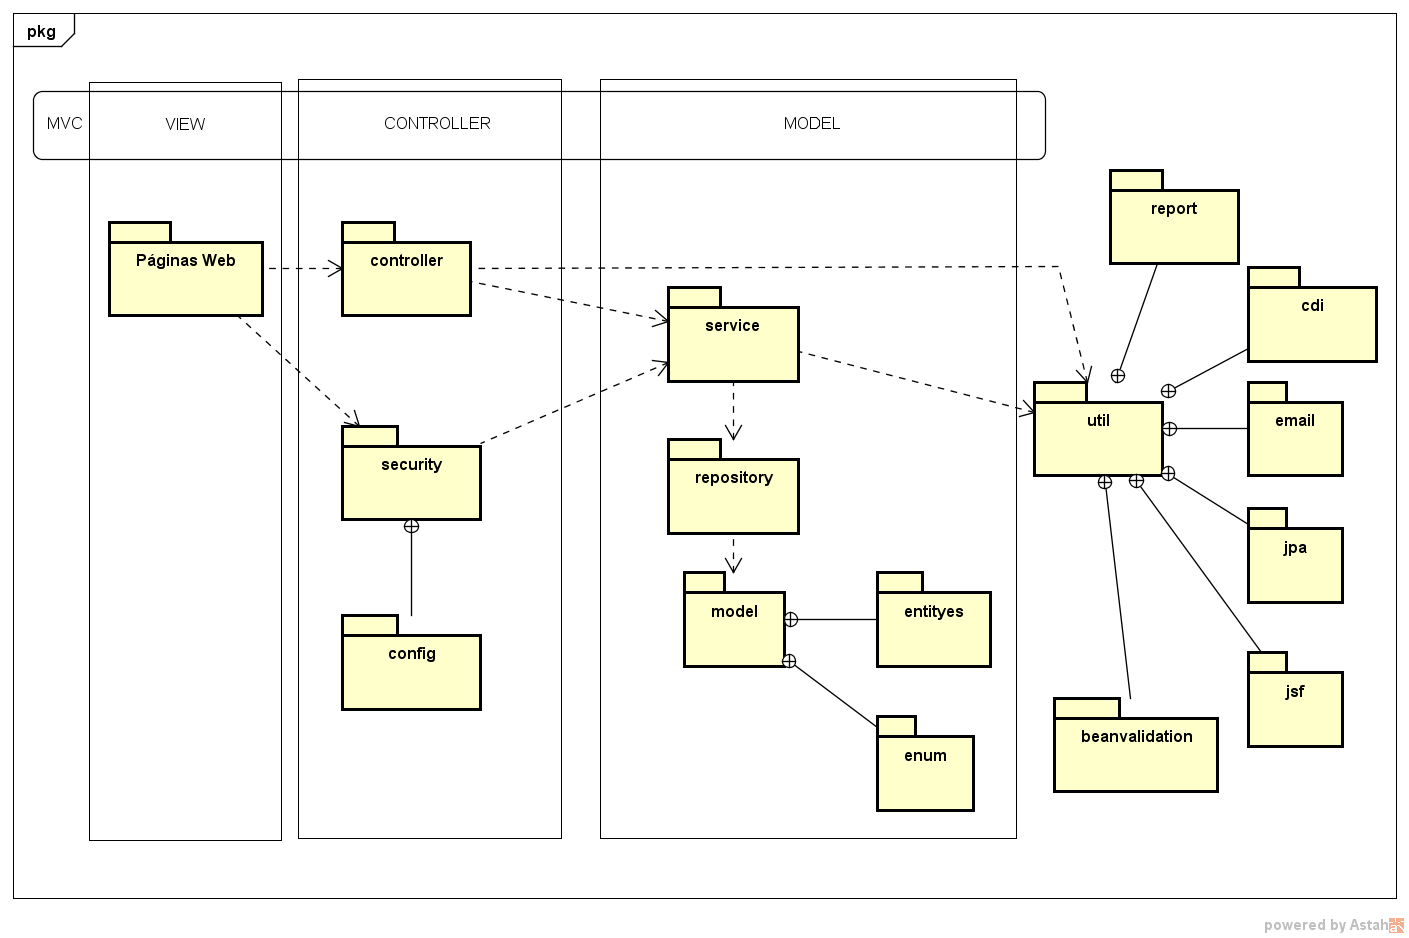 pkg
MVC
VIEW
CONTROLLER
MODEL
report
Páginas Web
controller
cdi
service
util
email
security
repository
jpa
model
entityes
config
jsf
beanvalidation
enum
powered by Astah